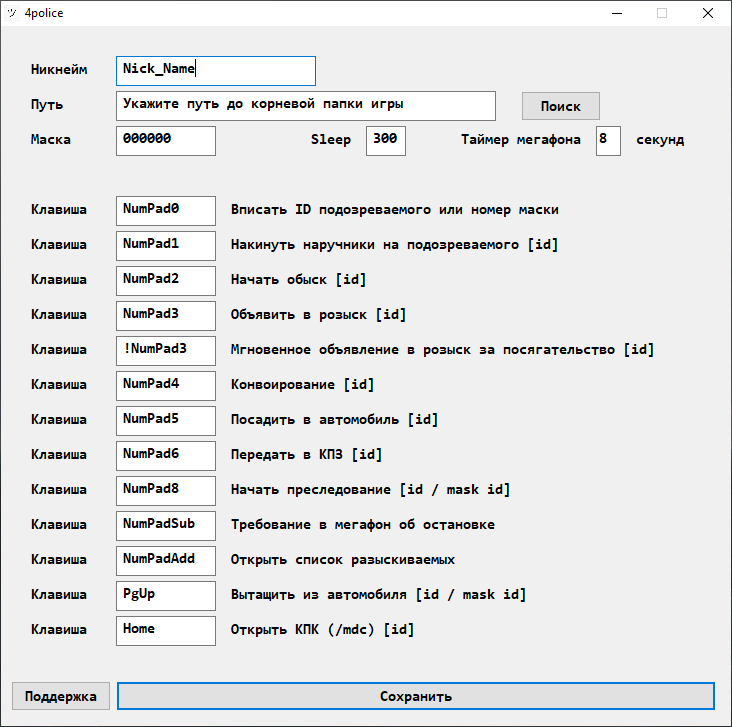 ツ 4police
Никнейм Nick_Name
Путь Укажите путь до корневой папки игры Поиск
Маска 000000 Sleep 300 Таймер мегафона 8 секунд
Клавиша NumPad0 Вписать ID подозреваемого или номер маски
Клавиша NumPad1 Накинуть наручники на подозреваемого [id]
Клавиша NumPad2 Начать обыск [id]
Клавиша NumPad3 Объявить в розыск [id]
Клавиша !NumPad3 Мгновенное объявление в розыск за посягательство [id]
Клавиша NumPad4 Конвоирование [id]
Клавиша NumPad5 Посадить в автомобиль [id]
Клавиша NumPad6 Передать в КПЗ [id]
Клавиша NumPad8 Начать преследование [id / mask id]
Клавиша NumPadSub Требование в мегафон об остановке
Клавиша NumPadAdd Открыть список разыскиваемых
Клавиша PgUp Вытащить из автомобиля [id / mask id]
Клавиша Home Открыть КПК (/mdc) [id]
Поддержка Сохранить